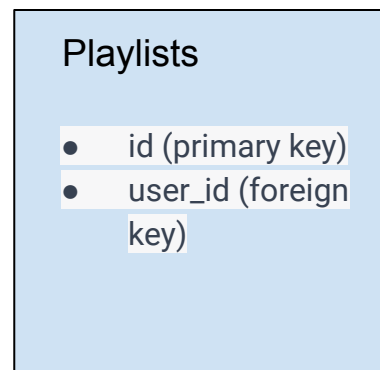 Playlists
● id (primary key)
● user_id (foreign
key)